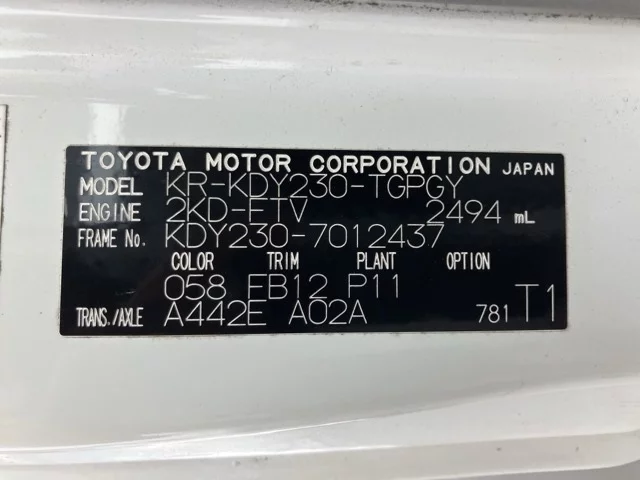 TOYOTA MOTOR CORPORATION JAPAN
MODEL KR-KDY230-TGPGY
ENGINE 2KD-FTV 2494 mL
FRAME No. KDY230-7012437
COLOR TRIM PLANT OPTION
058 EB12 P11
TRANS./AXLE A442E A02A 781 T1